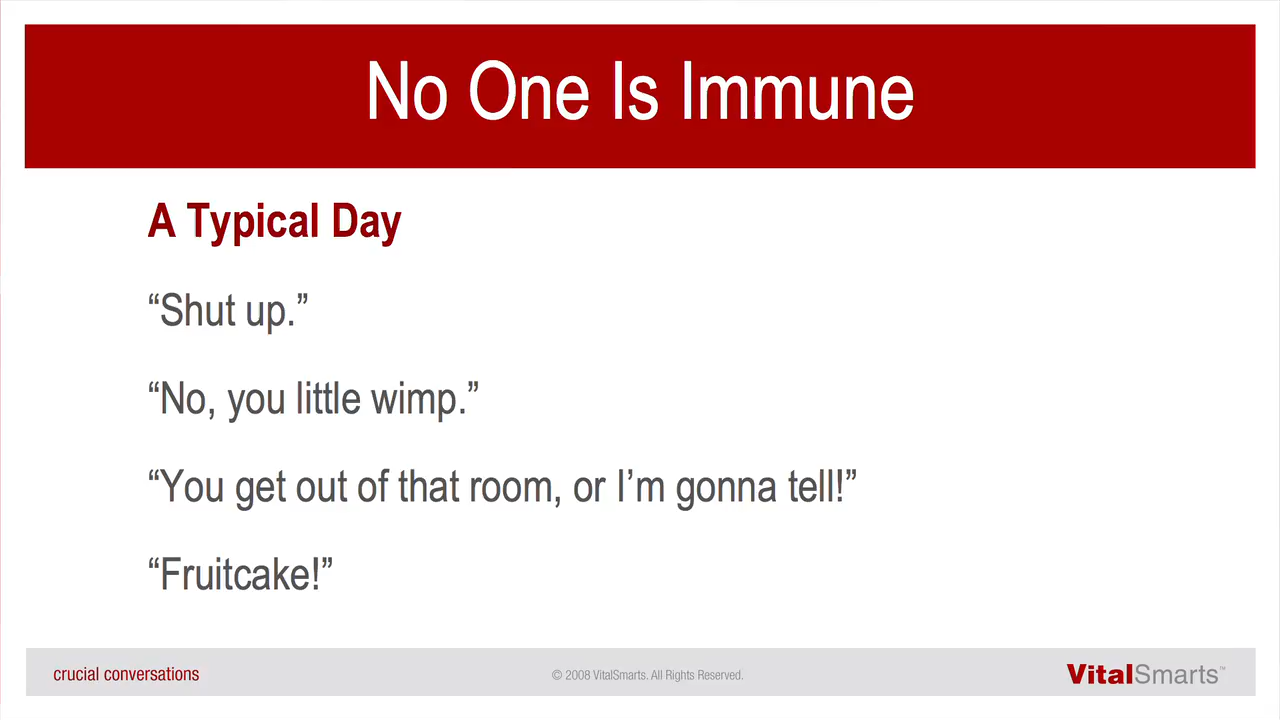 No One Is Immune
A Typical Day
“Shut up.”
“No, you little wimp.”
“You get out of that room, or I’m gonna tell!”
“Fruitcake!”
crucial conversations
© 2008 VitalSmarts. All Rights Reserved.
VitalSmarts™